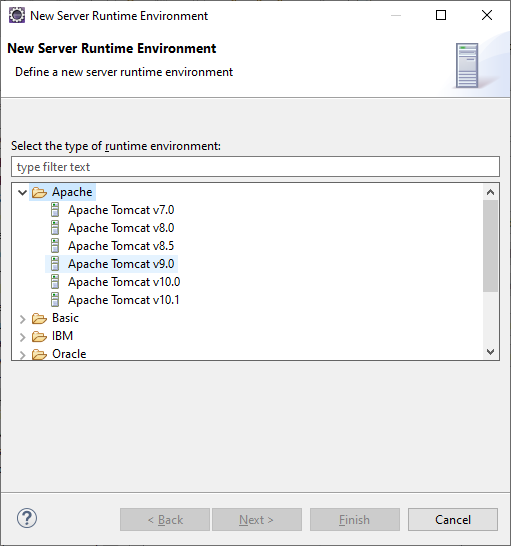 New Server Runtime Environment
New Server Runtime Environment
Define a new server runtime environment
Select the type of runtime environment:
type filter text
Apache
Apache Tomcat v7.0
Apache Tomcat v8.0
Apache Tomcat v8.5
Apache Tomcat v9.0
Apache Tomcat v10.0
Apache Tomcat v10.1
Basic
IBM
Oracle
? < Back Next > Finish Cancel